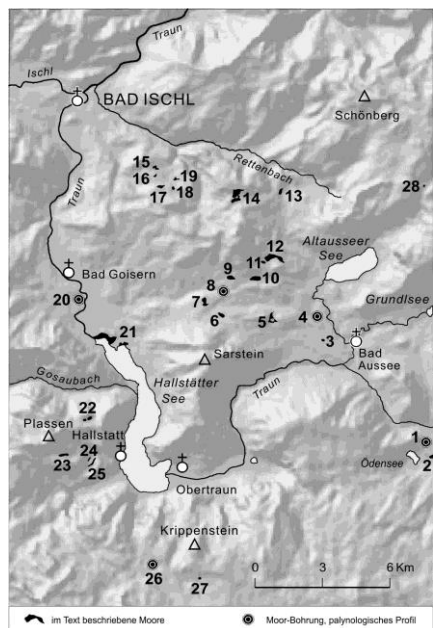 Traun
Ischl
BAD ISCHL
Schönberg
Traun
Rettenbach
15
16
19
17
18
14
13
28
Altausseer
See
12
11
9
10
8
Bad Goisern
Grundlsee
20
7
6
5
4
3
21
Bad
Aussee
Sarstein
Hallstätter
See
Gosaubach
Traun
22
Plassen
Hallstatt
24
23
25
1
2
Ödensee
Obertraun
Krippenstein
26
27
0 3 6 Km
im Text beschriebene Moore
Moor-Bohrung, palynologisches Profil